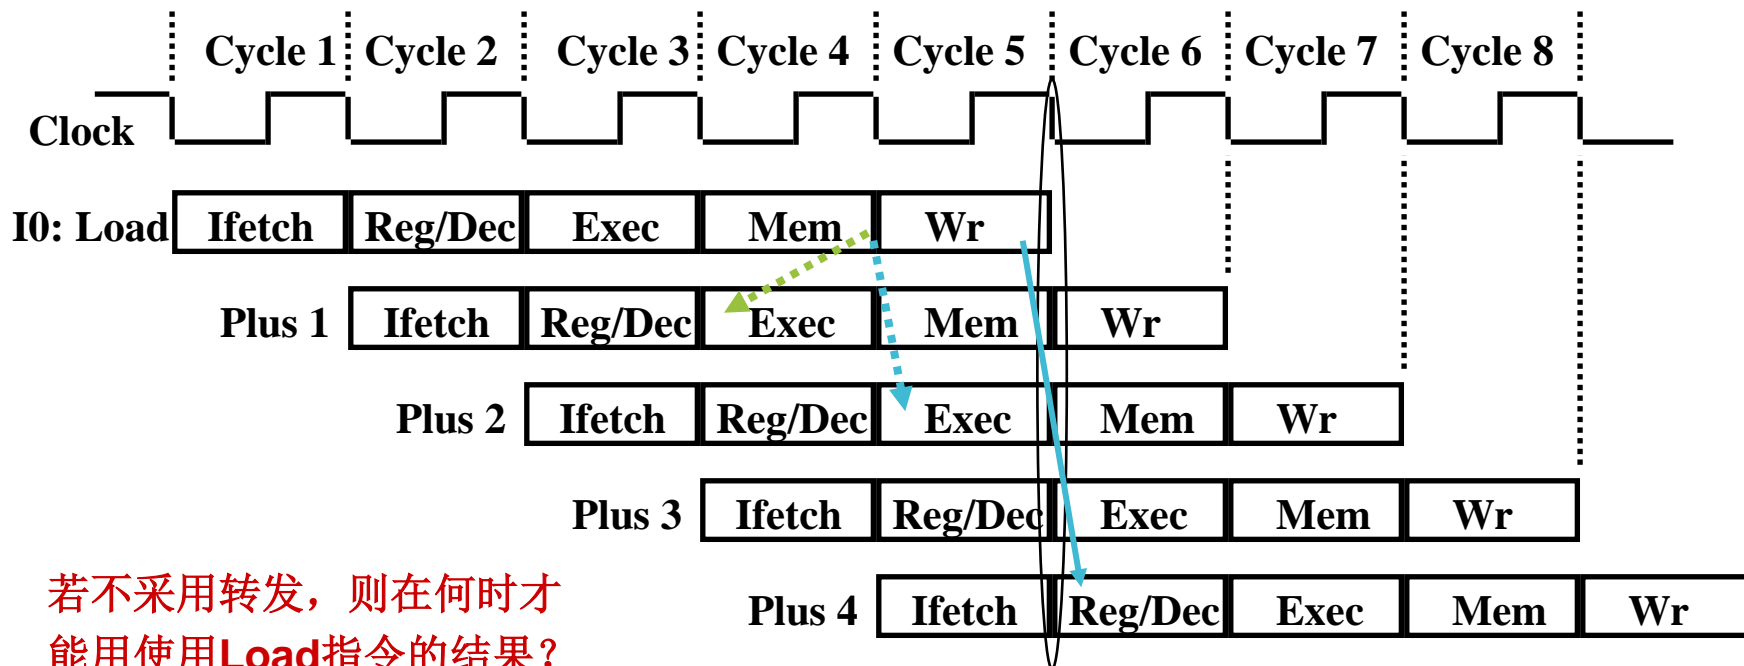 Cycle 1 Cycle 2 Cycle 3 Cycle 4 Cycle 5 Cycle 6 Cycle 7 Cycle 8
Clock
I0: Load Ifetch Reg/Dec Exec Mem Wr
Plus 1 Ifetch Reg/Dec Exec Mem Wr
Plus 2 Ifetch Reg/Dec Exec Mem Wr
Plus 3 Ifetch Reg/Dec Exec Mem Wr
Plus 4 Ifetch Reg/Dec Exec Mem Wr
若不采用转发，则在何时才
能用使用Load指令的结果？